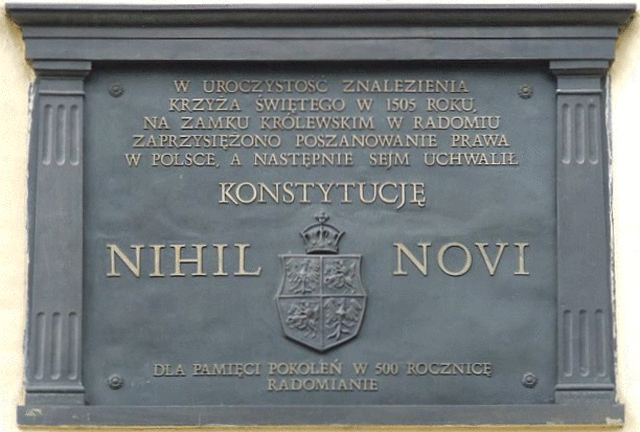 W UROCZYSTOŚĆ ZNALEZIENIA
KRZYŻA ŚWIĘTEGO W 1505 ROKU,
NA ZAMKU KRÓLEWSKIM W RADOMIU
ZAPRZYSIĘŻONO POSZANOWANIE PRAWA
W POLSCE, A NASTĘPNIE SEJM UCHWALIŁ
KONSTYTUCJĘ
NIHIL NOVI
DLA PAMIĘCI POKOLEŃ W 500 ROCZNICĘ
RADOMIANIE